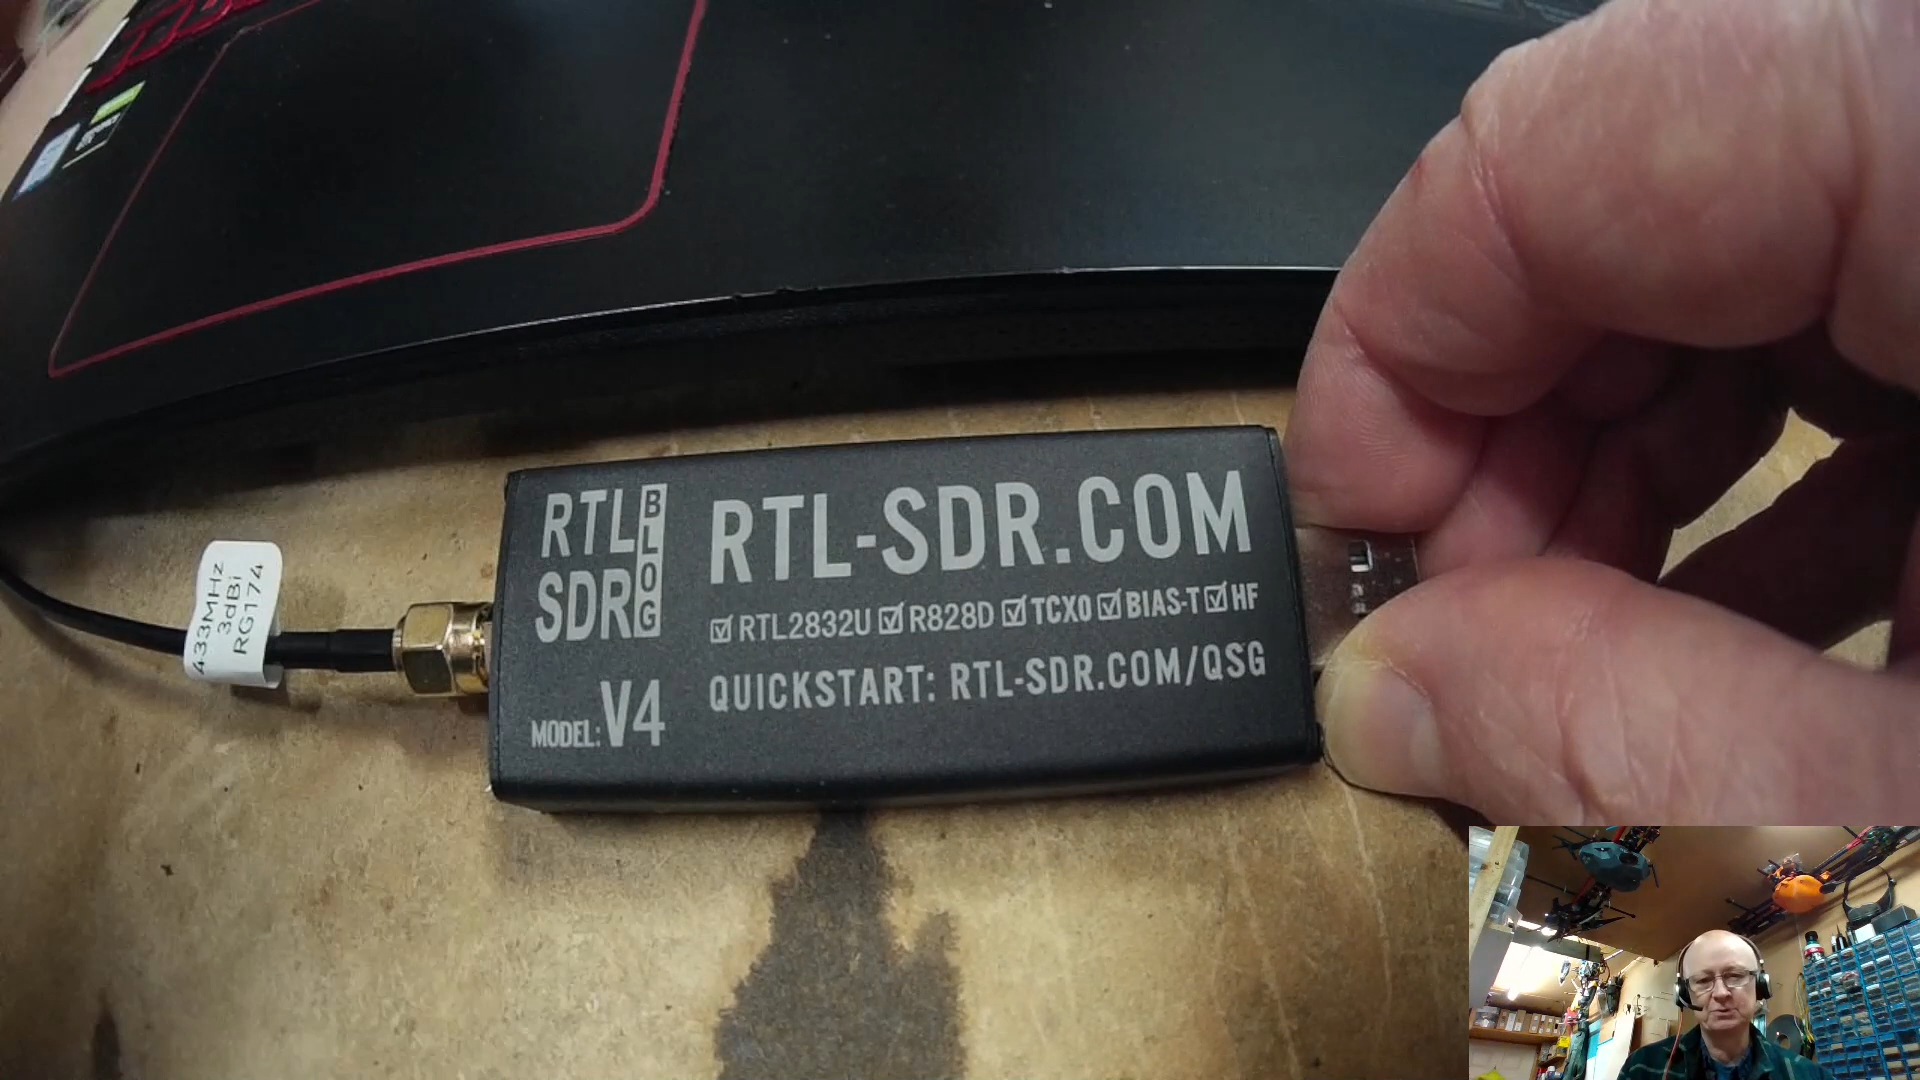 433MHz
3dBi
RG174
RTL
SDR
BLOG
MODEL: V4
RTL-SDR.COM
☑ RTL2832U ☑ R828D ☑ TCXO ☑ BIAS-T ☑ HF
QUICKSTART: RTL-SDR.COM/QSG